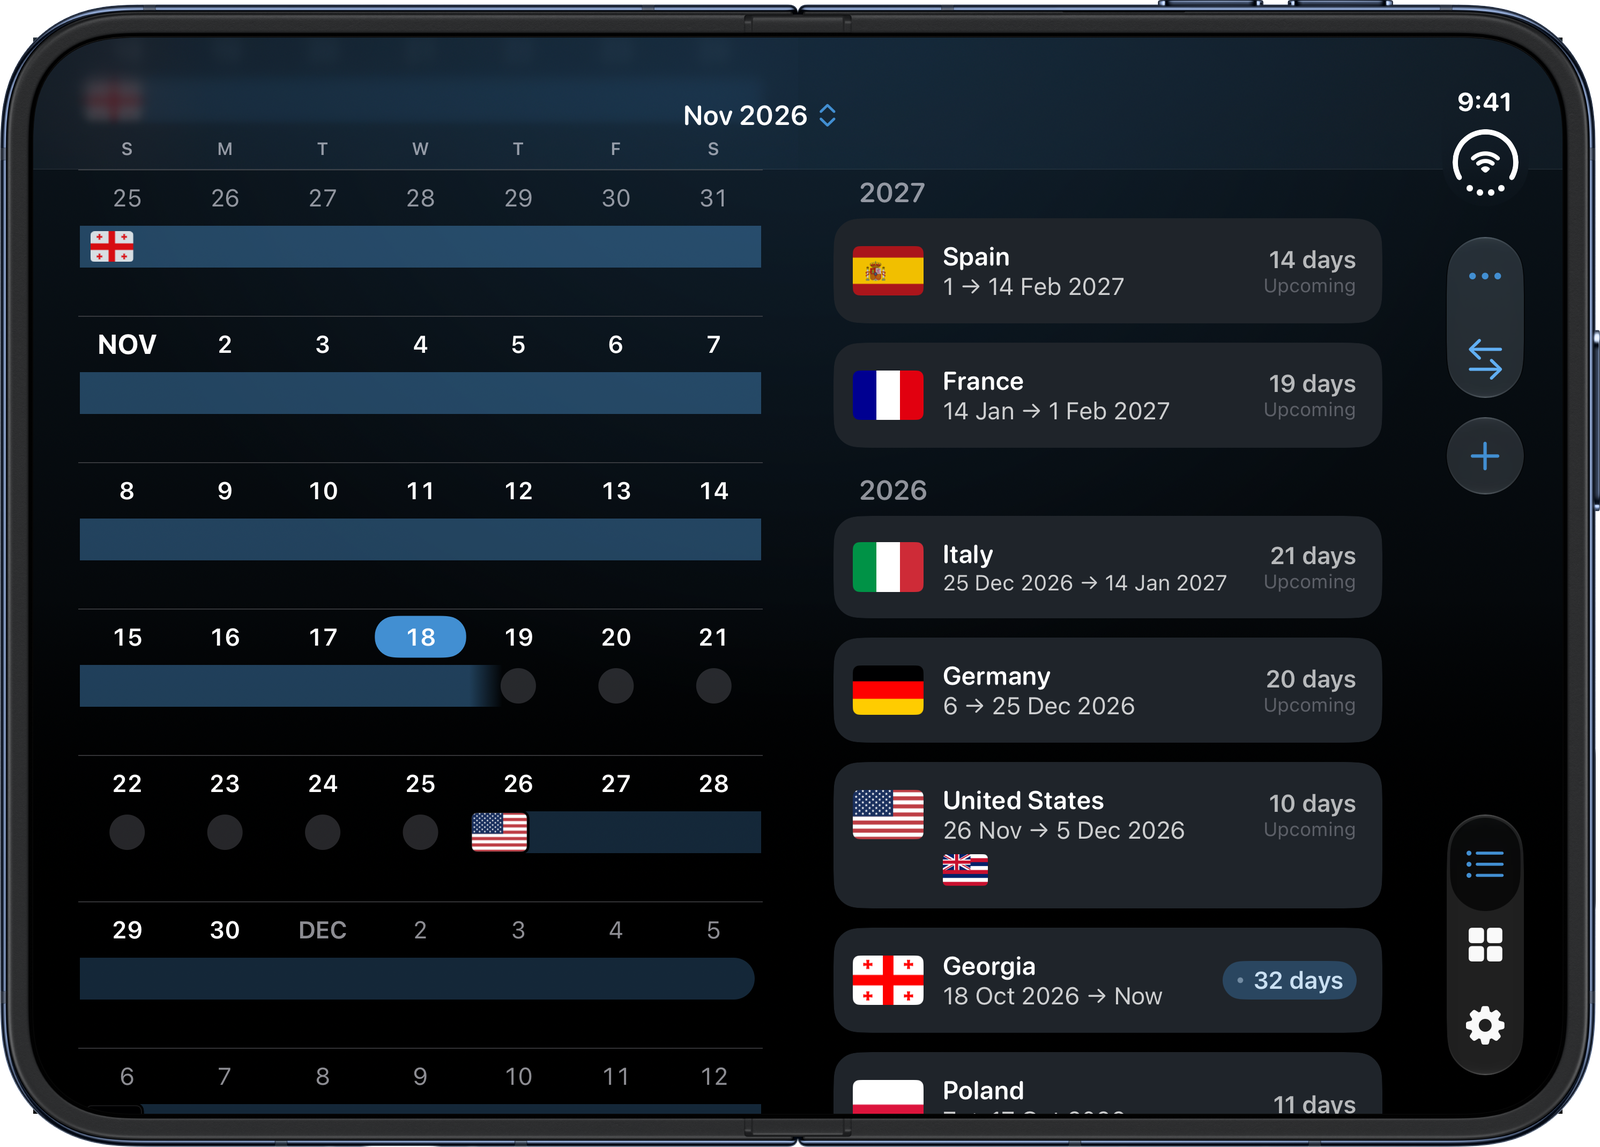 Nov 2026
9:41
S M T W T F S
25 26 27 28 29 30 31
NOV 2 3 4 5 6 7
8 9 10 11 12 13 14
15 16 17 18 19 20 21
22 23 24 25 26 27 28
29 30 DEC 2 3 4 5
6 7 8 9 10 11 12
2027
Spain
1 → 14 Feb 2027
14 days
Upcoming
France
14 Jan → 1 Feb 2027
19 days
Upcoming
2026
Italy
25 Dec 2026 → 14 Jan 2027
21 days
Upcoming
Germany
6 → 25 Dec 2026
20 days
Upcoming
United States
26 Nov → 5 Dec 2026
10 days
Upcoming
Georgia
18 Oct 2026 → Now
32 days
Poland
11 days